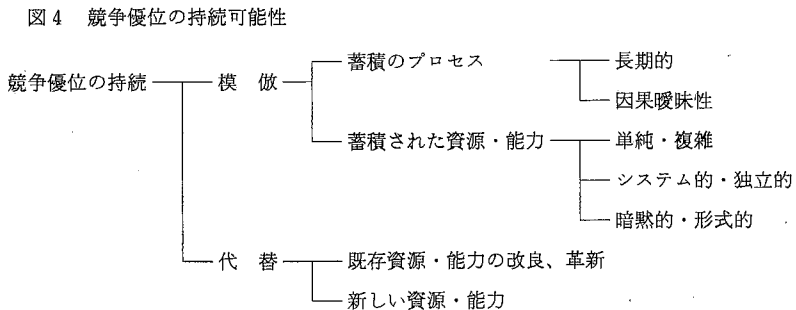 図4 競争優位の持続可能性
蓄積のプロセス
長期的
競争優位の持続
模倣
因果曖昧性
蓄積された資源・能力
単純・複雑
システム的・独立的
暗黙的・形式的
代替
既存資源・能力の改良、革新
新しい資源・能力